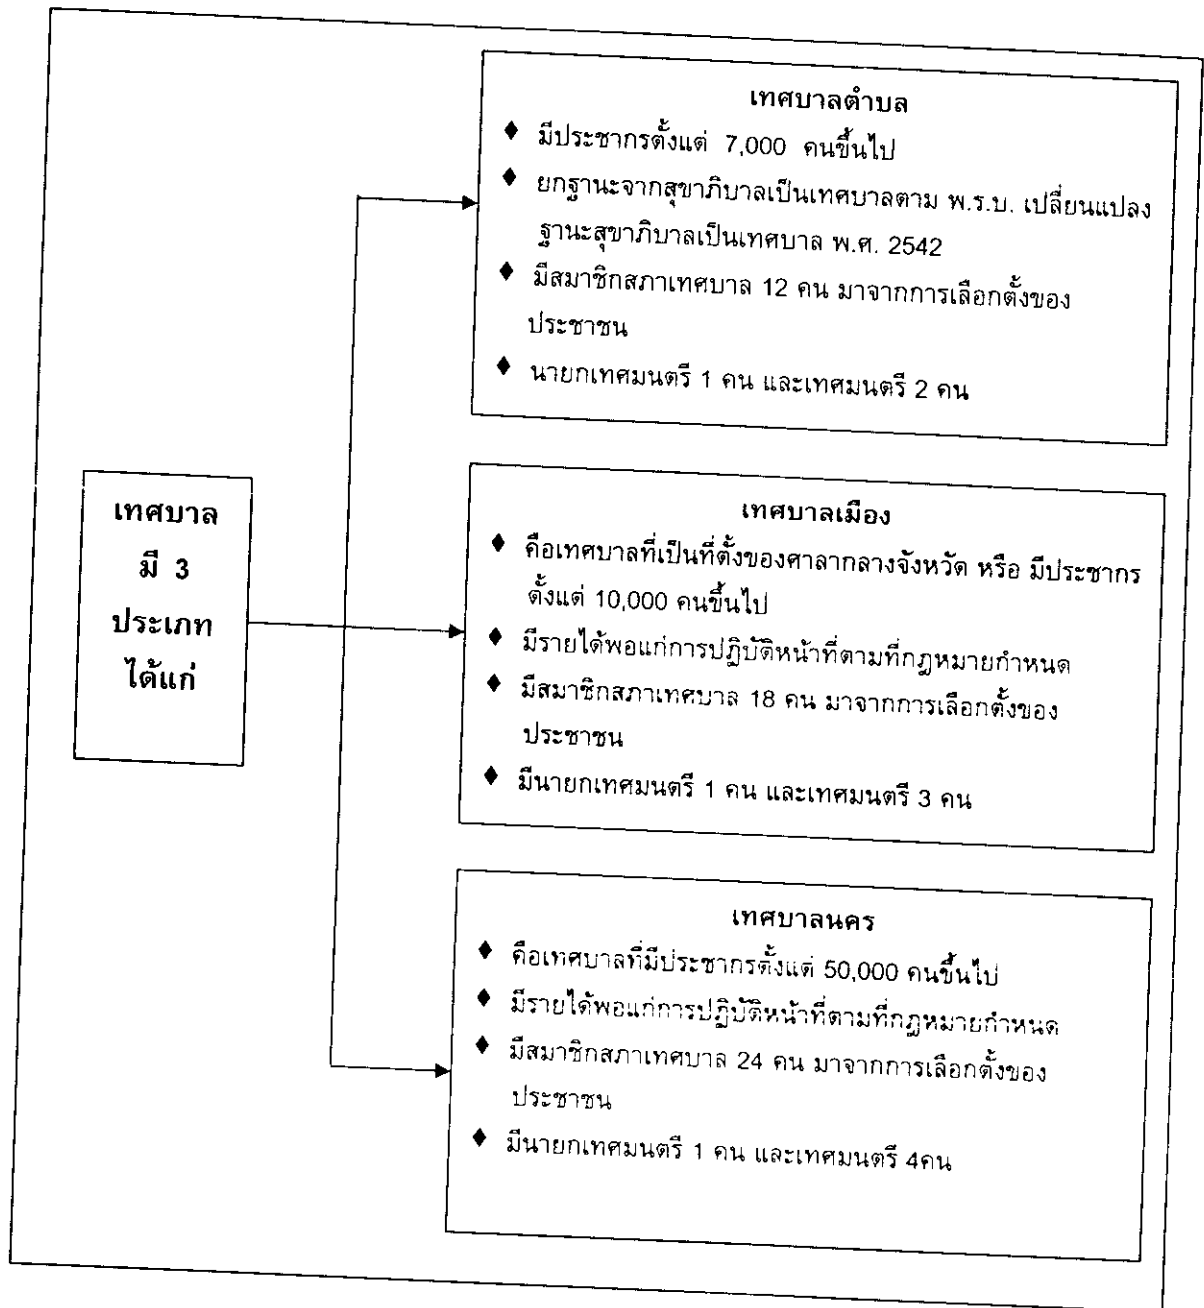 เทศบาลตำบล
♦ มีประชากรตั้งแต่ 7,000 คนขึ้นไป
♦ ยกฐานะจากสุขาภิบาลเป็นเทศบาลตาม พ.ร.บ. เปลี่ยนแปลง
ฐานะสุขาภิบาลเป็นเทศบาล พ.ศ. 2542
♦ มีสมาชิกสภาเทศบาล 12 คน มาจากการเลือกตั้งของ
ประชาชน
♦ นายกเทศมนตรี 1 คน และเทศมนตรี 2 คน
เทศบาล
มี 3
ประเภท
ได้แก่
เทศบาลเมือง
♦ คือเทศบาลที่เป็นที่ตั้งของศาลากลางจังหวัด หรือ มีประชากร
ตั้งแต่ 10,000 คนขึ้นไป
♦ มีรายได้พอแก่การปฏิบัติหน้าที่ตามที่กฎหมายกำหนด
♦ มีสมาชิกสภาเทศบาล 18 คน มาจากการเลือกตั้งของ
ประชาชน
♦ มีนายกเทศมนตรี 1 คน และเทศมนตรี 3 คน
เทศบาลนคร
♦ คือเทศบาลที่มีประชากรตั้งแต่ 50,000 คนขึ้นไป
♦ มีรายได้พอแก่การปฏิบัติหน้าที่ตามที่กฎหมายกำหนด
♦ มีสมาชิกสภาเทศบาล 24 คน มาจากการเลือกตั้งของ
ประชาชน
♦ มีนายกเทศมนตรี 1 คน และเทศมนตรี 4คน